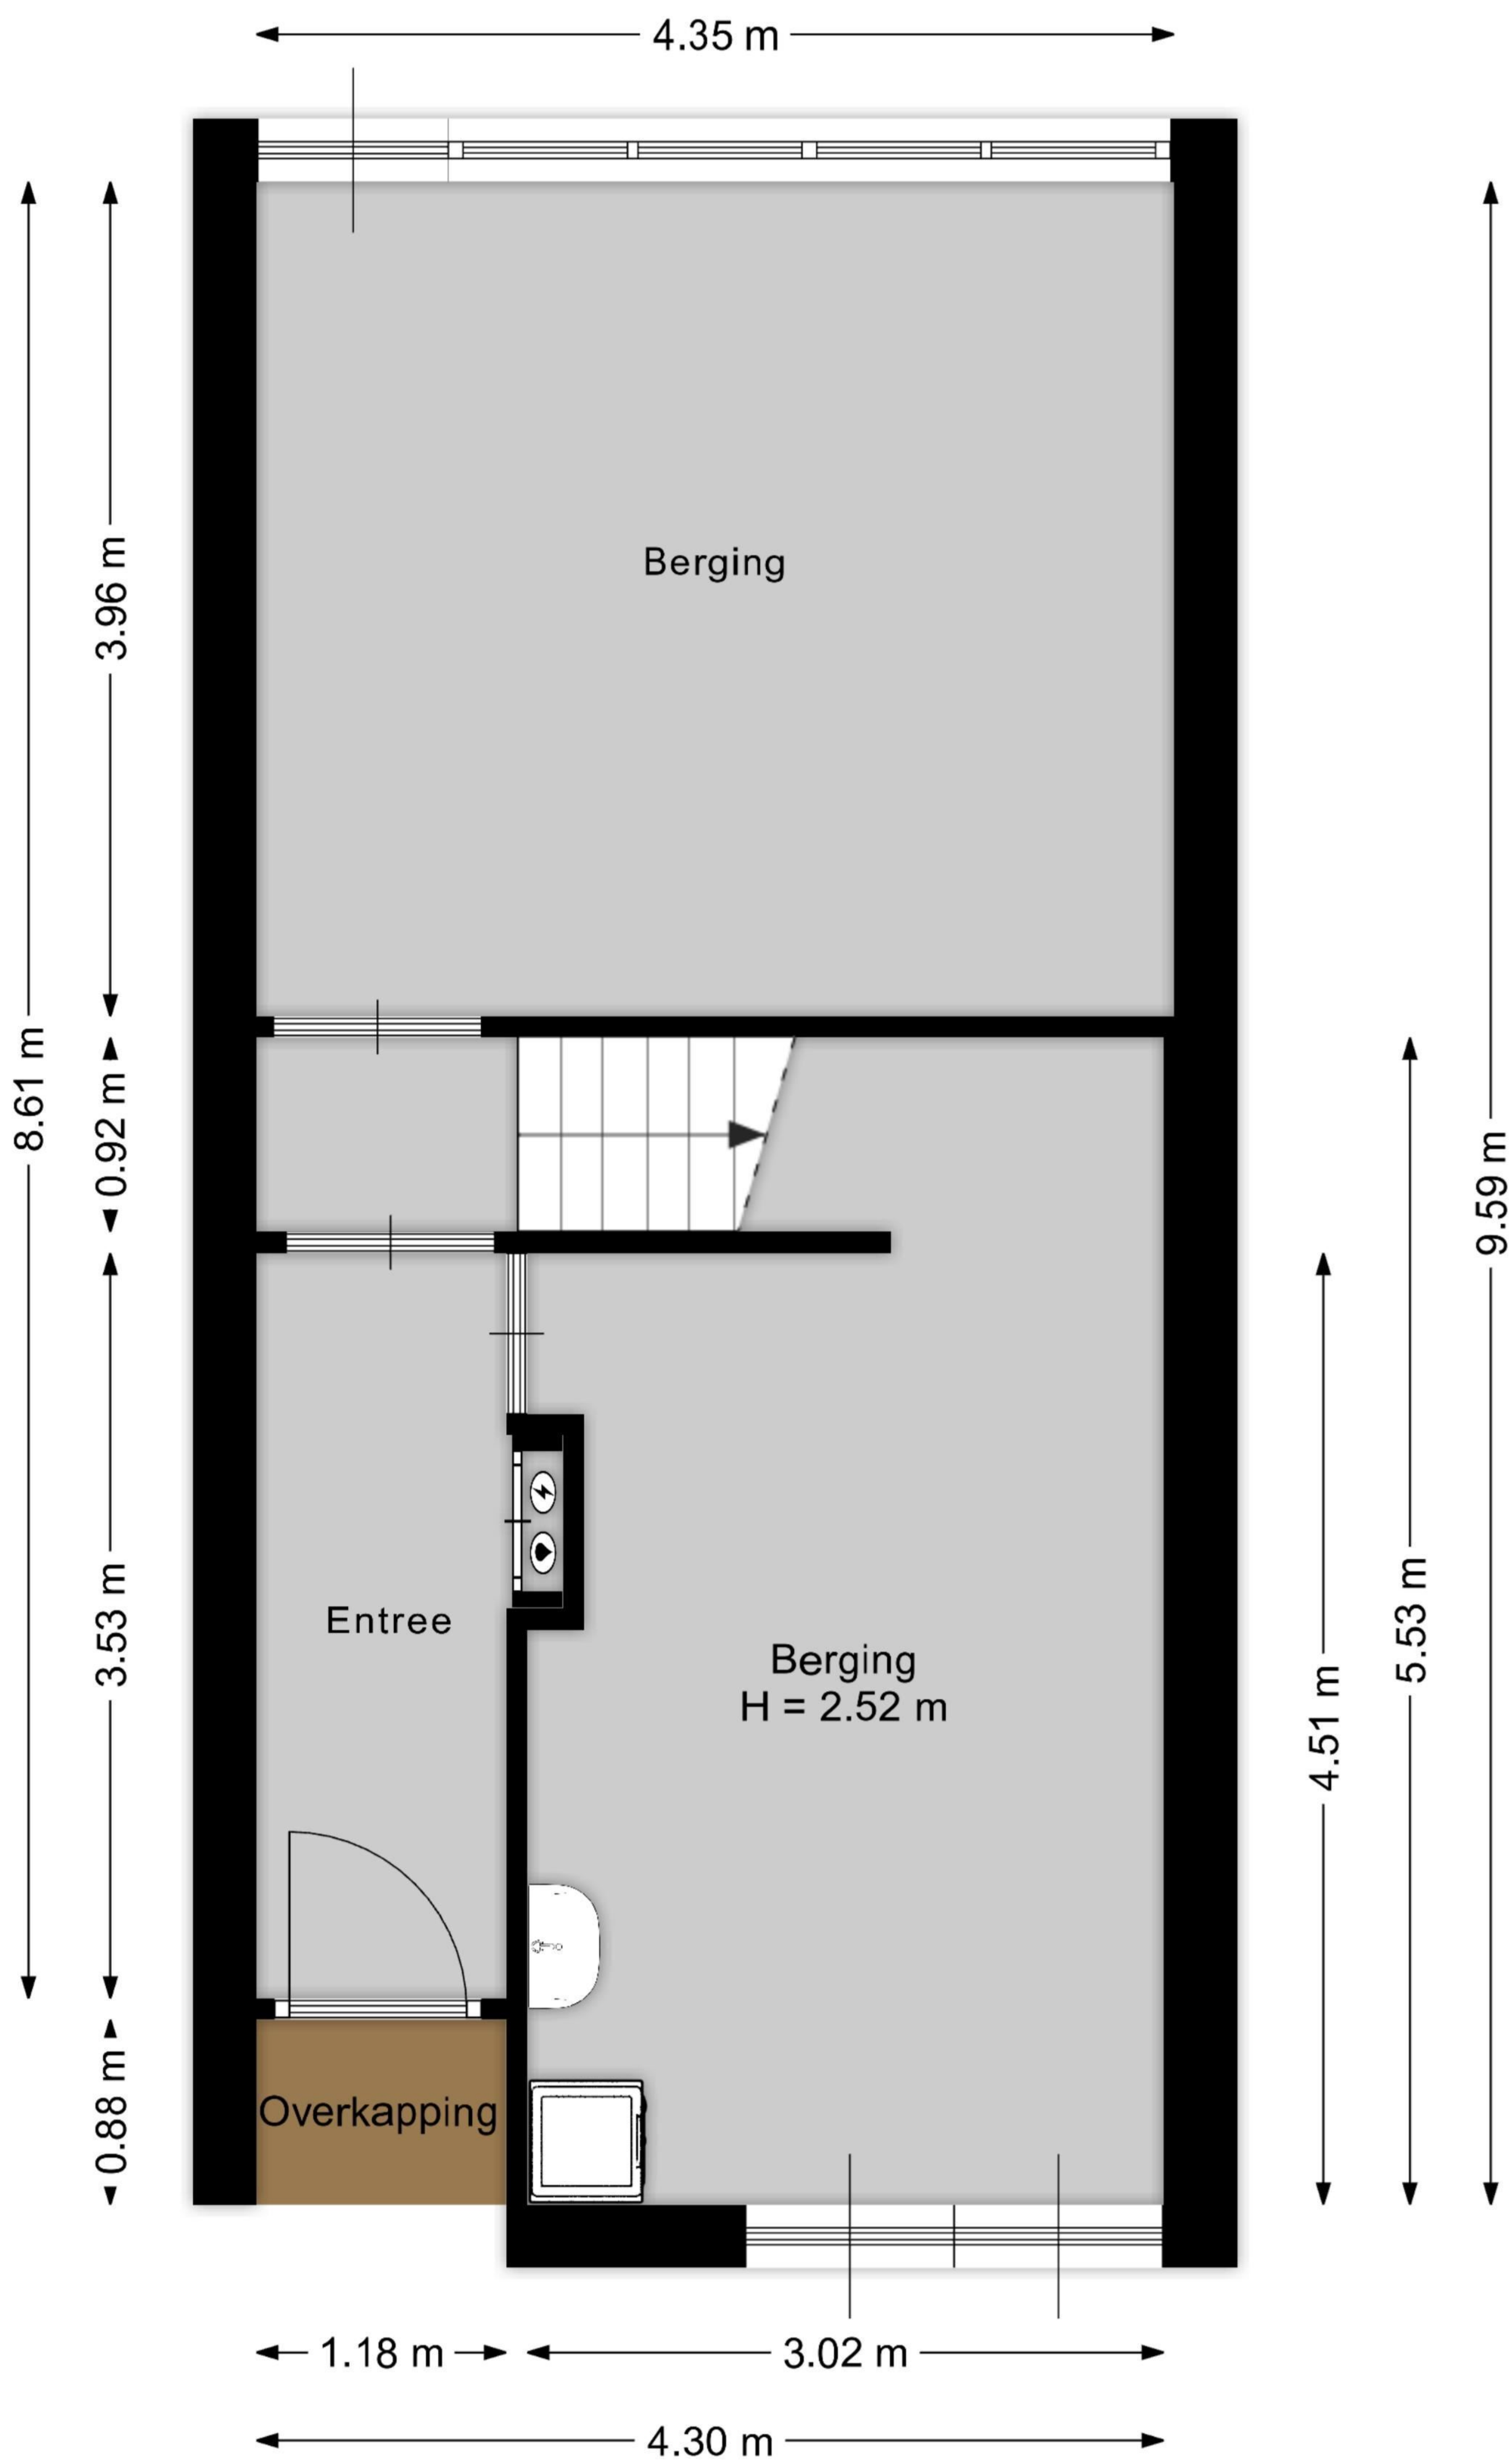 4.35 m
Berging
3.96 m
8.61 m
0.92 m
9.59 m
3.53 m
Entree
Berging
H = 2.52 m
5.53 m
4.51 m
0.88 m
Overkapping
1.18 m
3.02 m
4.30 m